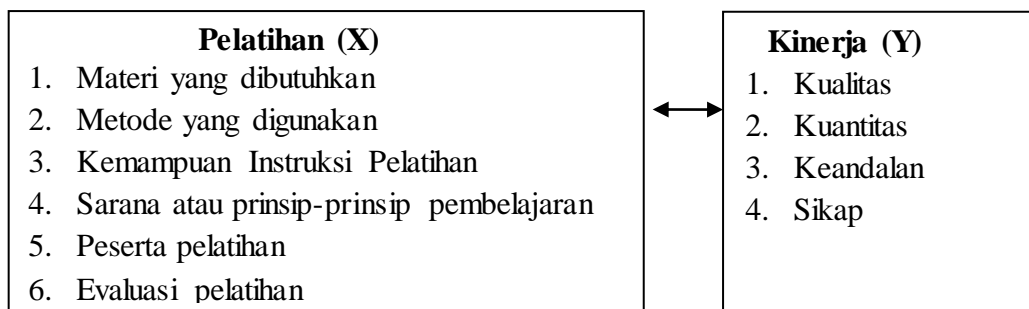 Pelatihan (X)
1. Materi yang dibutuhkan
2. Metode yang digunakan
3. Kemampuan Instruksi Pelatihan
4. Sarana atau prinsip-prinsip pembelajaran
5. Peserta pelatihan
6. Evaluasi pelatihan
Kinerja (Y)
1. Kualitas
2. Kuantitas
3. Keandalan
4. Sikap